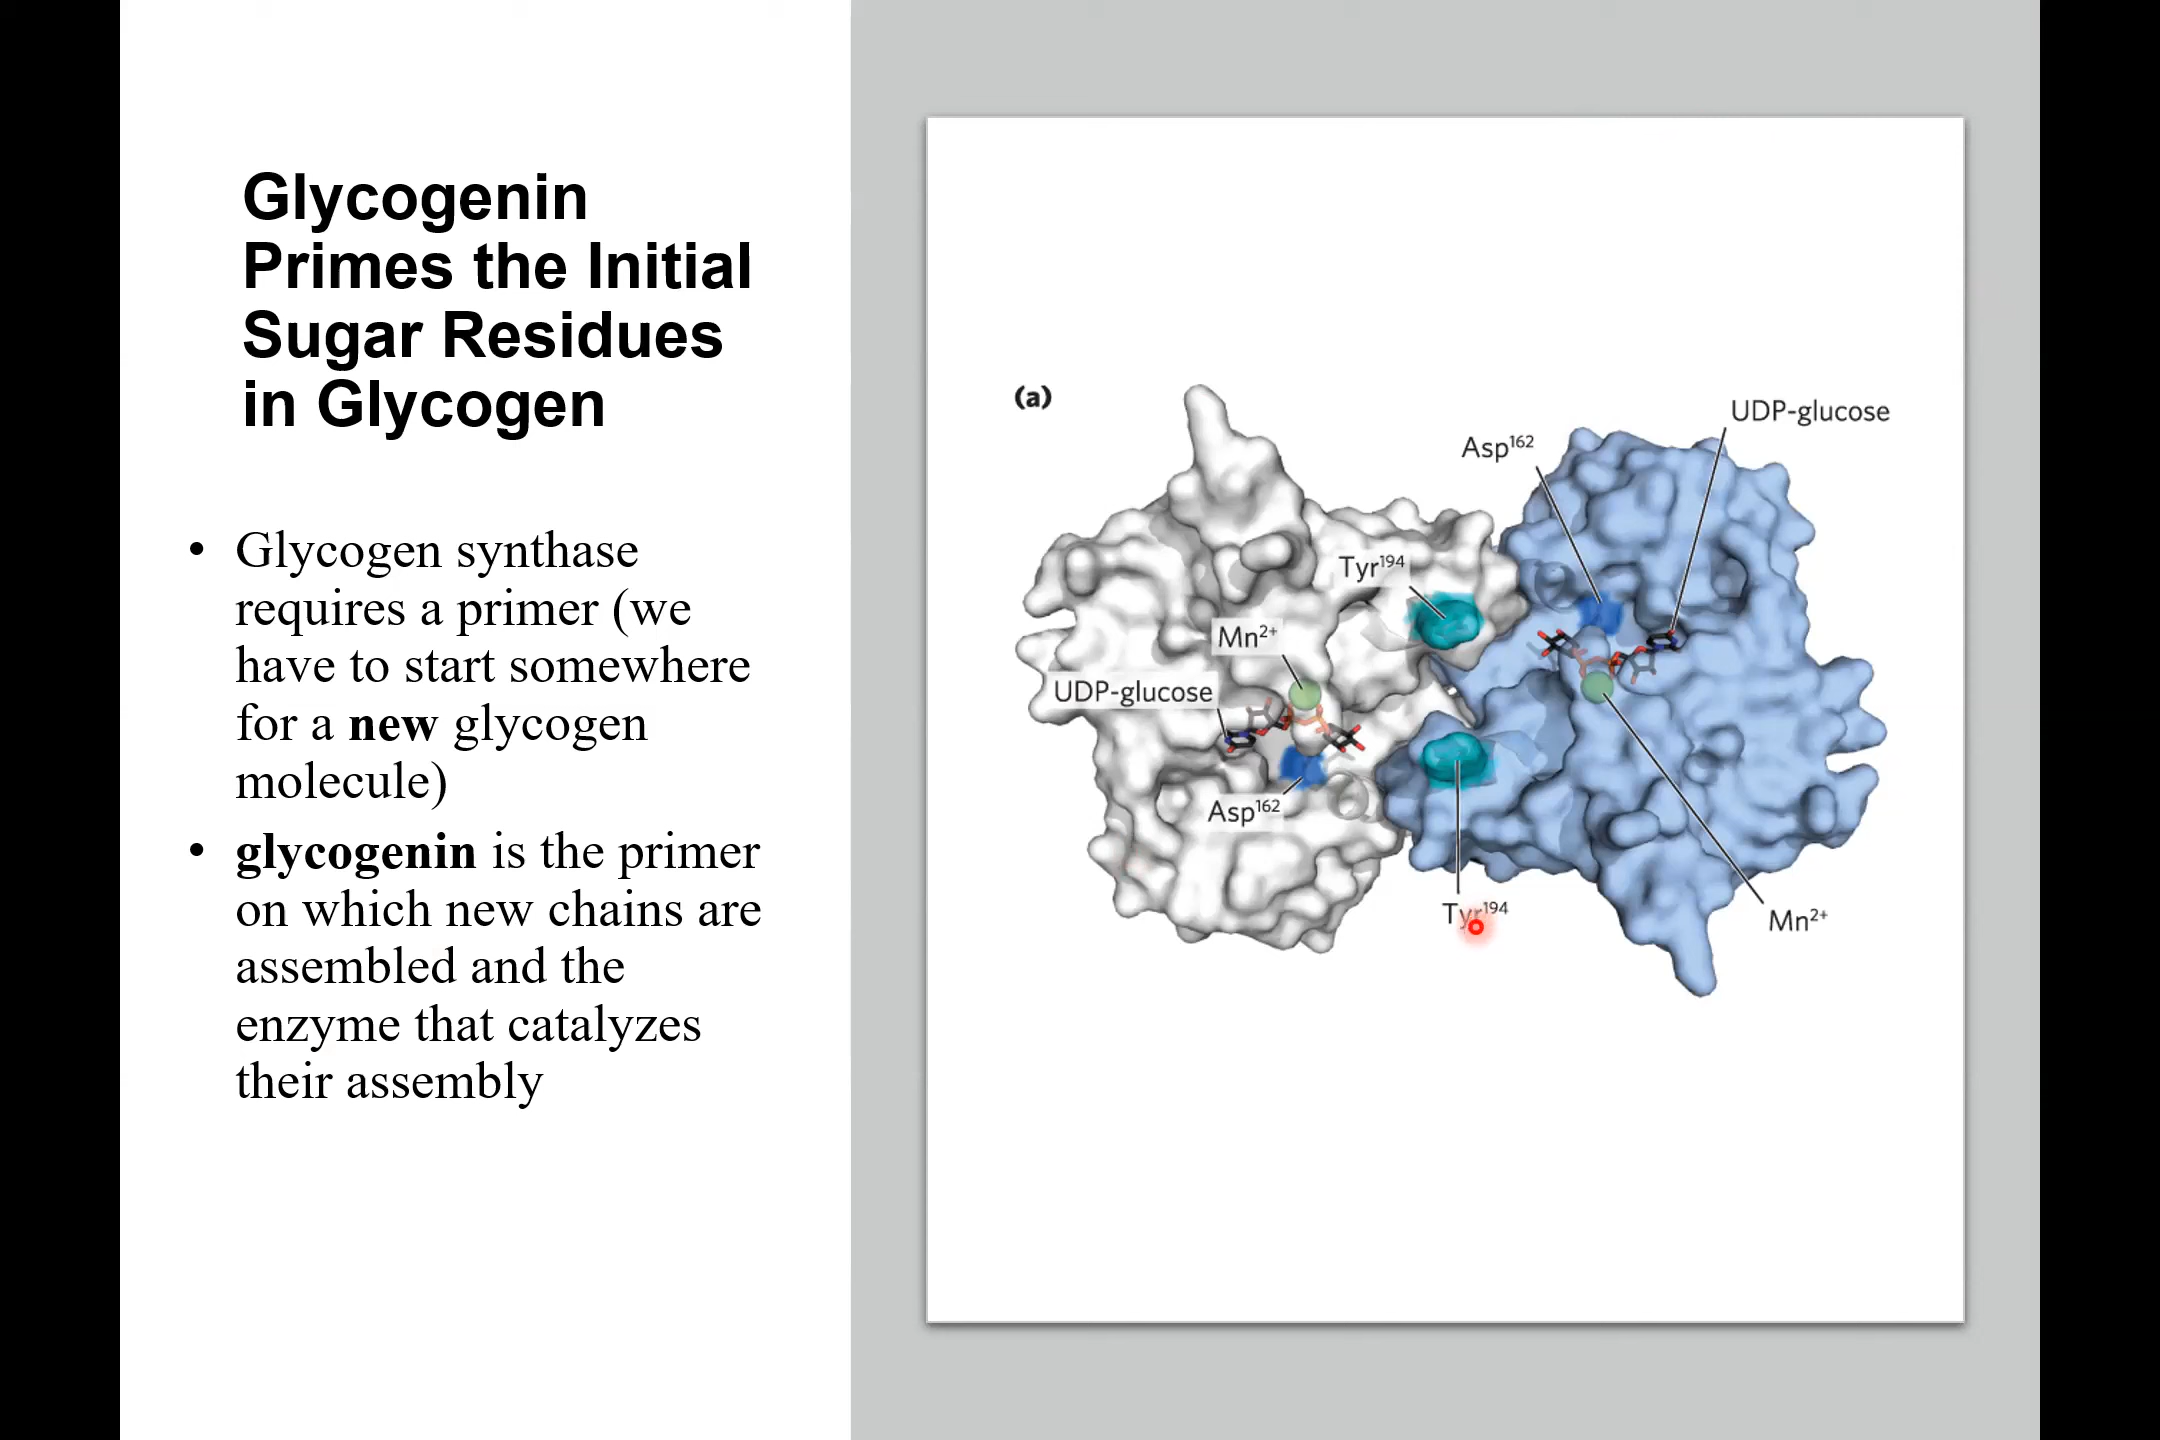 Glycogenin
Primes the Initial
Sugar Residues
in Glycogen
• Glycogen synthase
requires a primer (we
have to start somewhere
for a new glycogen
molecule)
• glycogenin is the primer
on which new chains are
assembled and the
enzyme that catalyzes
their assembly
(a)
UDP-glucose
Asp¹⁶²
Tyr¹⁹⁴
Mn²⁺
UDP-glucose
Asp¹⁶²
Tyr¹⁹⁴
Mn²⁺